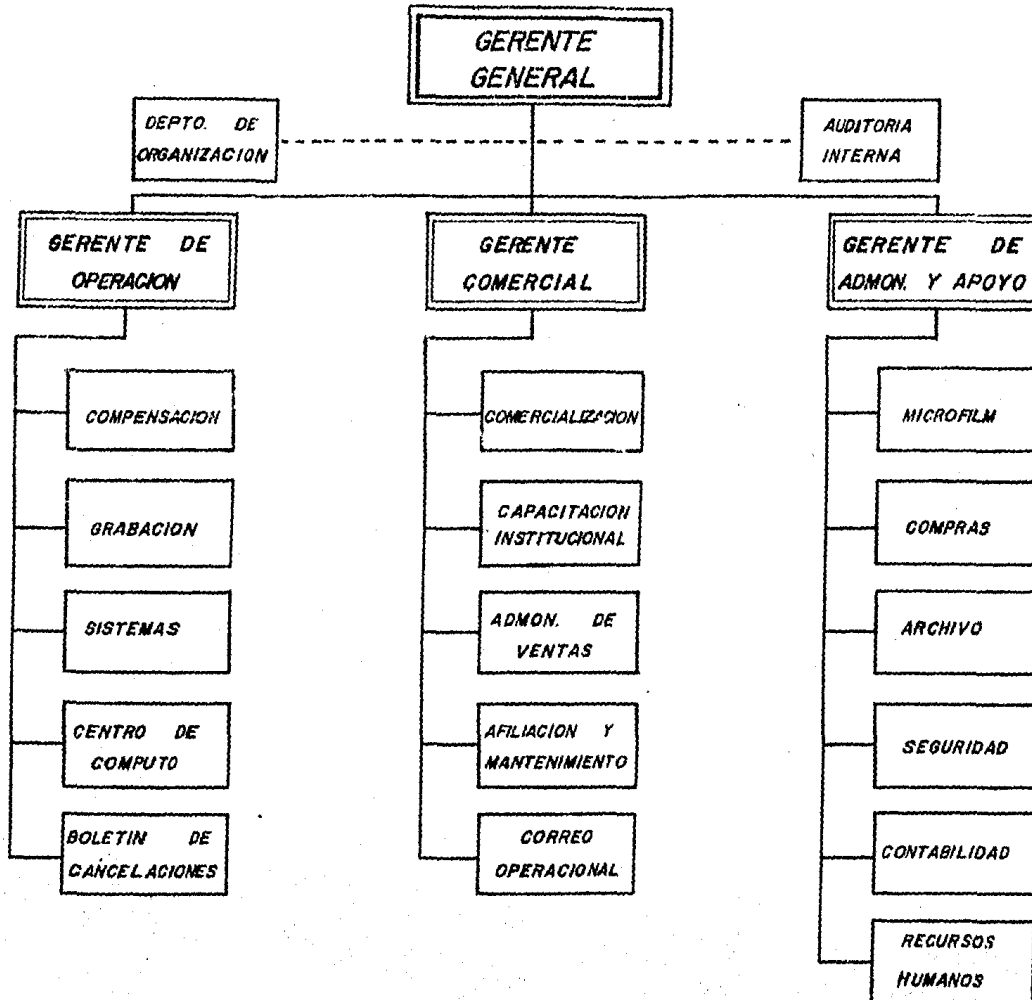 GERENTE
GENERAL
DEPTO. DE
ORGANIZACION
AUDITORIA
INTERNA
GERENTE DE
OPERACION
GERENTE
COMERCIAL
GERENTE DE
ADMON. Y APOYO
COMPENSACION
GRABACION
SISTEMAS
CENTRO DE
COMPUTO
BOLETIN DE
CANCELACIONES
COMERCIALIZACION
CAPACITACION
INSTITUCIONAL
ADMON. DE
VENTAS
AFILIACION Y
MANTENIMIENTO
CORREO
OPERACIONAL
MICROFILM
COMPRAS
ARCHIVO
SEGURIDAD
CONTABILIDAD
RECURSOS
HUMANOS